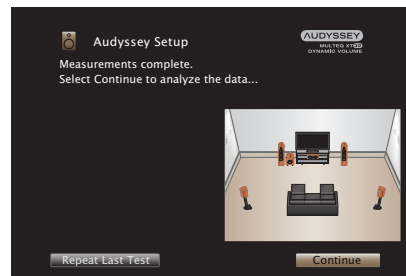 Audyssey Setup
AUDYSSEY
MULTEQ XT32
DYNAMIC VOLUME
Measurements complete.
Select Continue to analyze the data...
Repeat Last Test
Continue